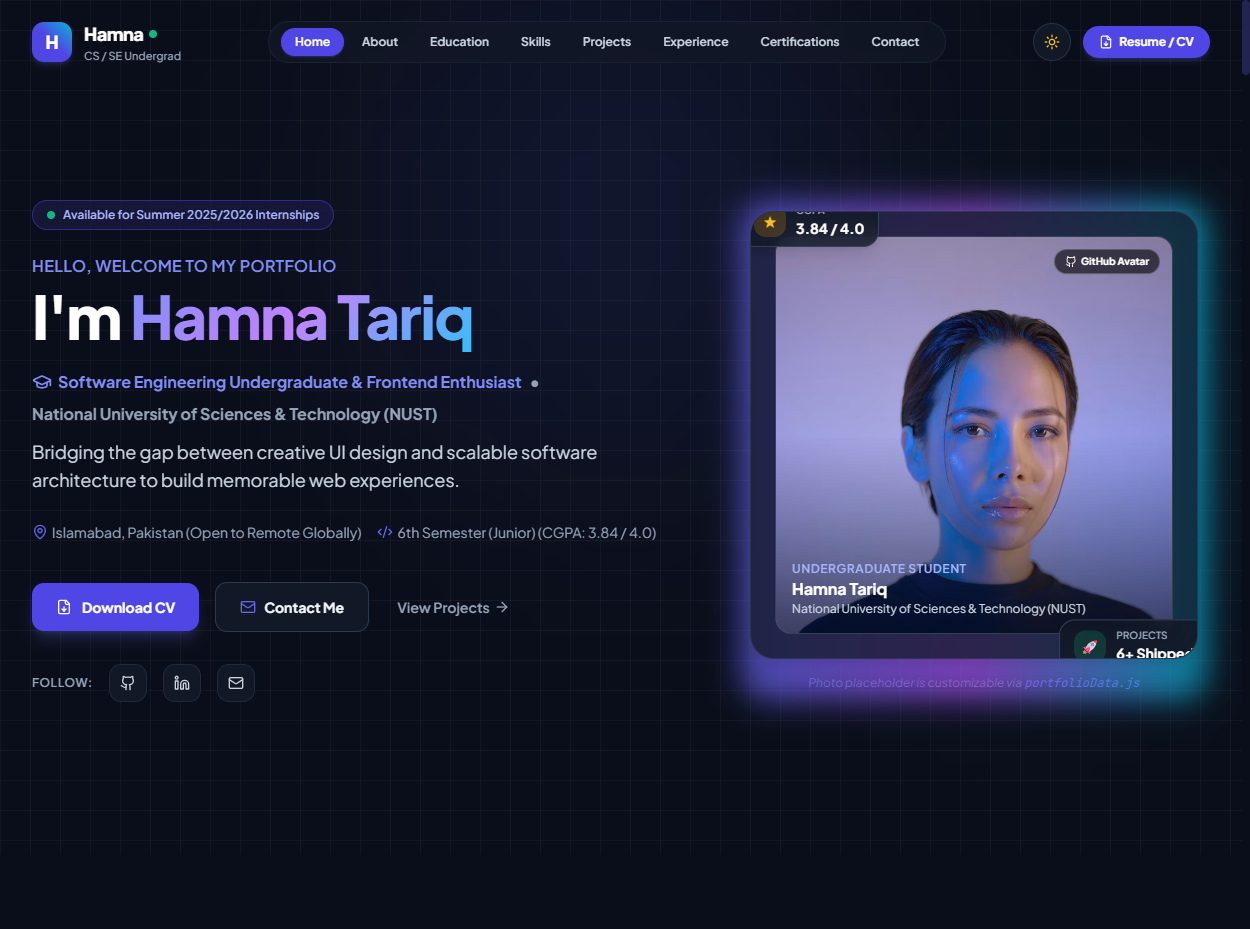 H
Hamna
CS / SE Undergrad
Home
About
Education
Skills
Projects
Experience
Certifications
Contact
Resume / CV
Available for Summer 2025/2026 Internships
HELLO, WELCOME TO MY PORTFOLIO
I'm Hamna Tariq
Software Engineering Undergraduate & Frontend Enthusiast
National University of Sciences & Technology (NUST)
Bridging the gap between creative UI design and scalable software
architecture to build memorable web experiences.
Islamabad, Pakistan (Open to Remote Globally)
6th Semester (Junior) (CGPA: 3.84 / 4.0)
Download CV
Contact Me
View Projects
FOLLOW:
CGPA
3.84 / 4.0
GitHub Avatar
UNDERGRADUATE STUDENT
Hamna Tariq
National University of Sciences & Technology (NUST)
PROJECTS
6+ Shipped
Photo placeholder is customizable via portfolioData.js